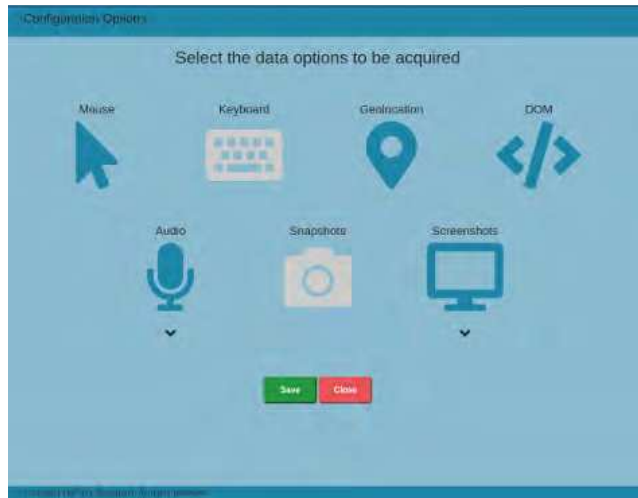 Configuration Options
Select the data options to be acquired
Mouse Keyboard Geolocation DOM
Audio Snapshots Screenshots
Save Close